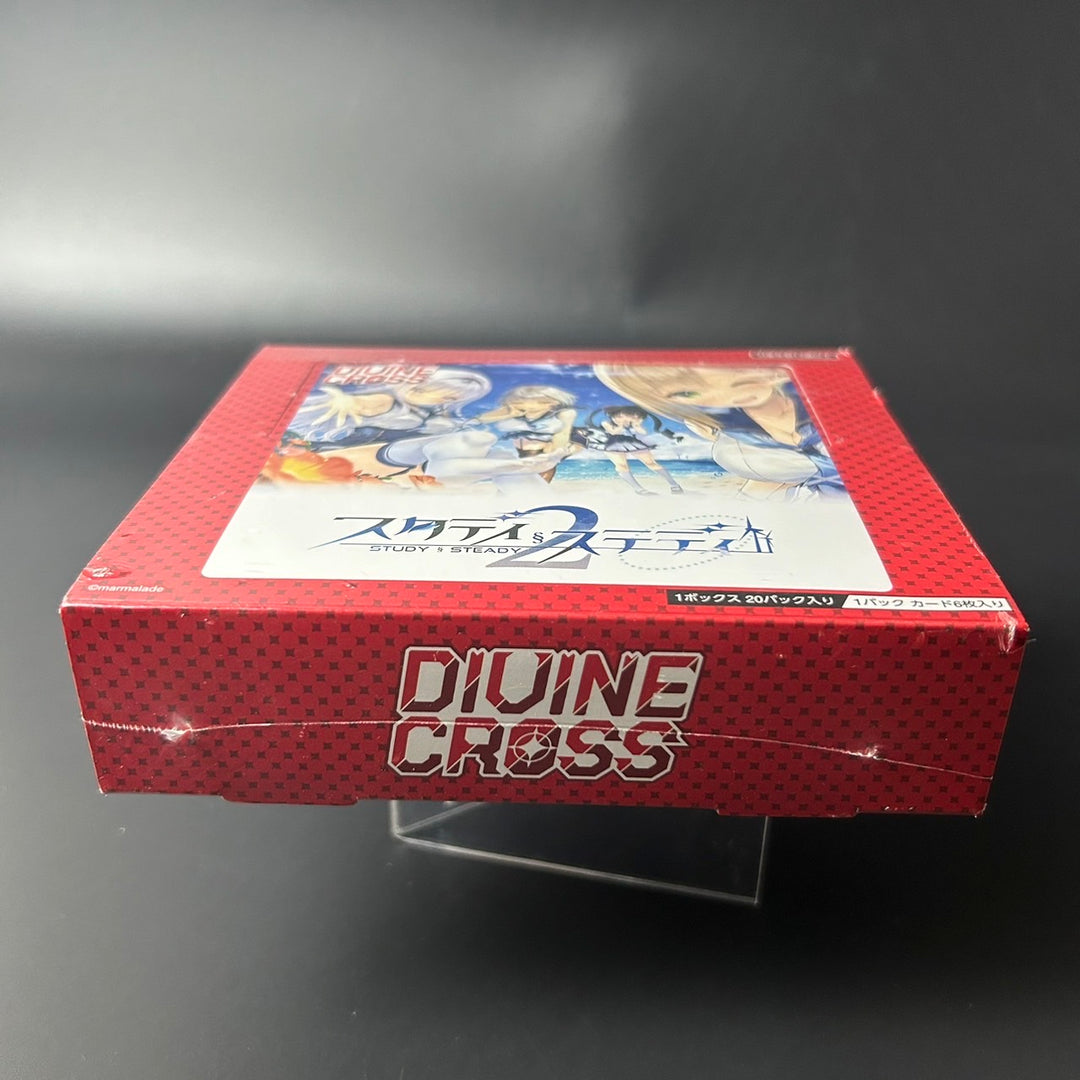 DIVINE
CROSS
スタディ§ステディ2
STUDY § STEADY 2
©marmalade
1ボックス 20パック入り
1パック カード6枚入り
DIVINE
CROSS